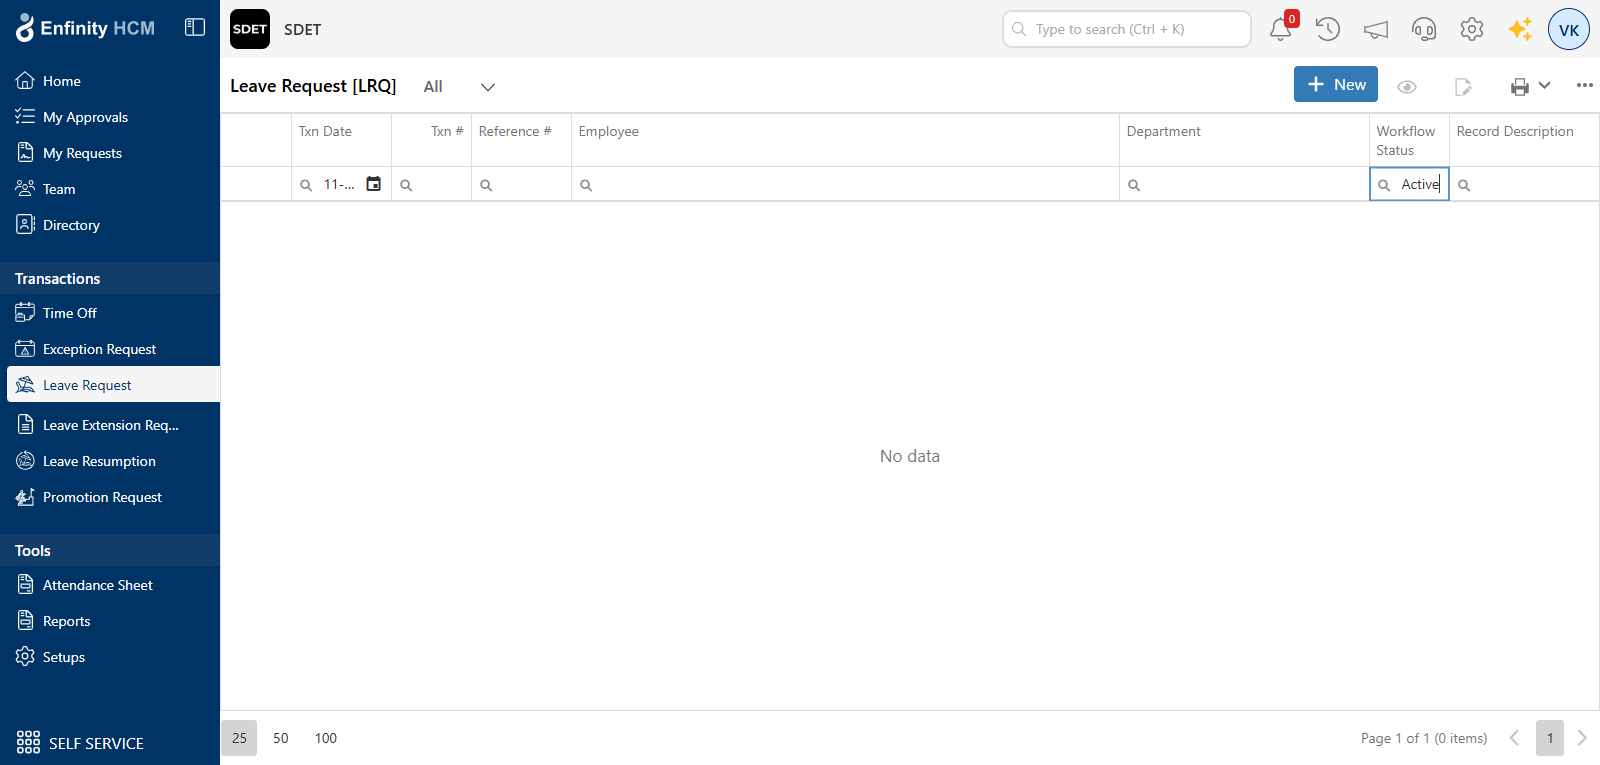 Enfinity HCM
SDET
SDET
Type to search (Ctrl + K)
0
VK
Home
My Approvals
My Requests
Team
Directory
Transactions
Time Off
Exception Request
Leave Request
Leave Extension Req...
Leave Resumption
Promotion Request
Tools
Attendance Sheet
Reports
Setups
SELF SERVICE
Leave Request [LRQ]
All
New
Txn Date
Txn #
Reference #
Employee
Department
Workflow
Status
Record Description
11-...
Active
No data
25
50
100
Page 1 of 1 (0 items)
1